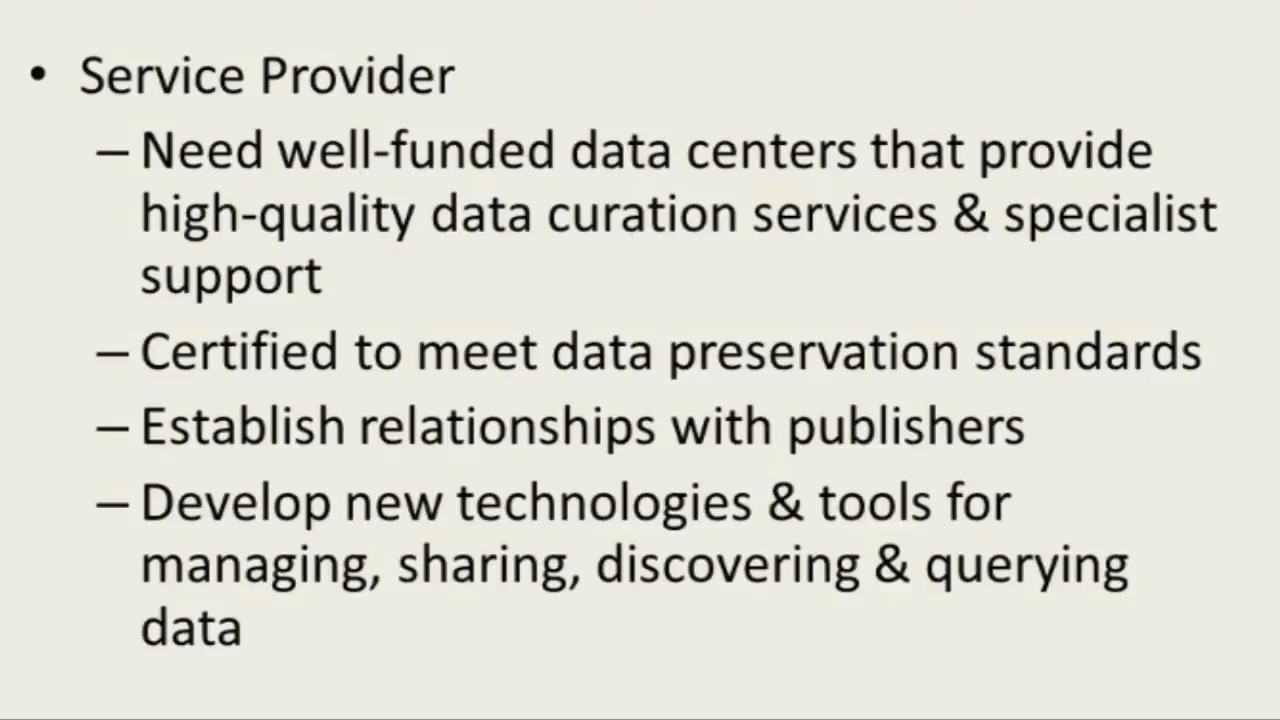 • Service Provider
– Need well-funded data centers that provide
high-quality data curation services & specialist
support
– Certified to meet data preservation standards
– Establish relationships with publishers
– Develop new technologies & tools for
managing, sharing, discovering & querying
data